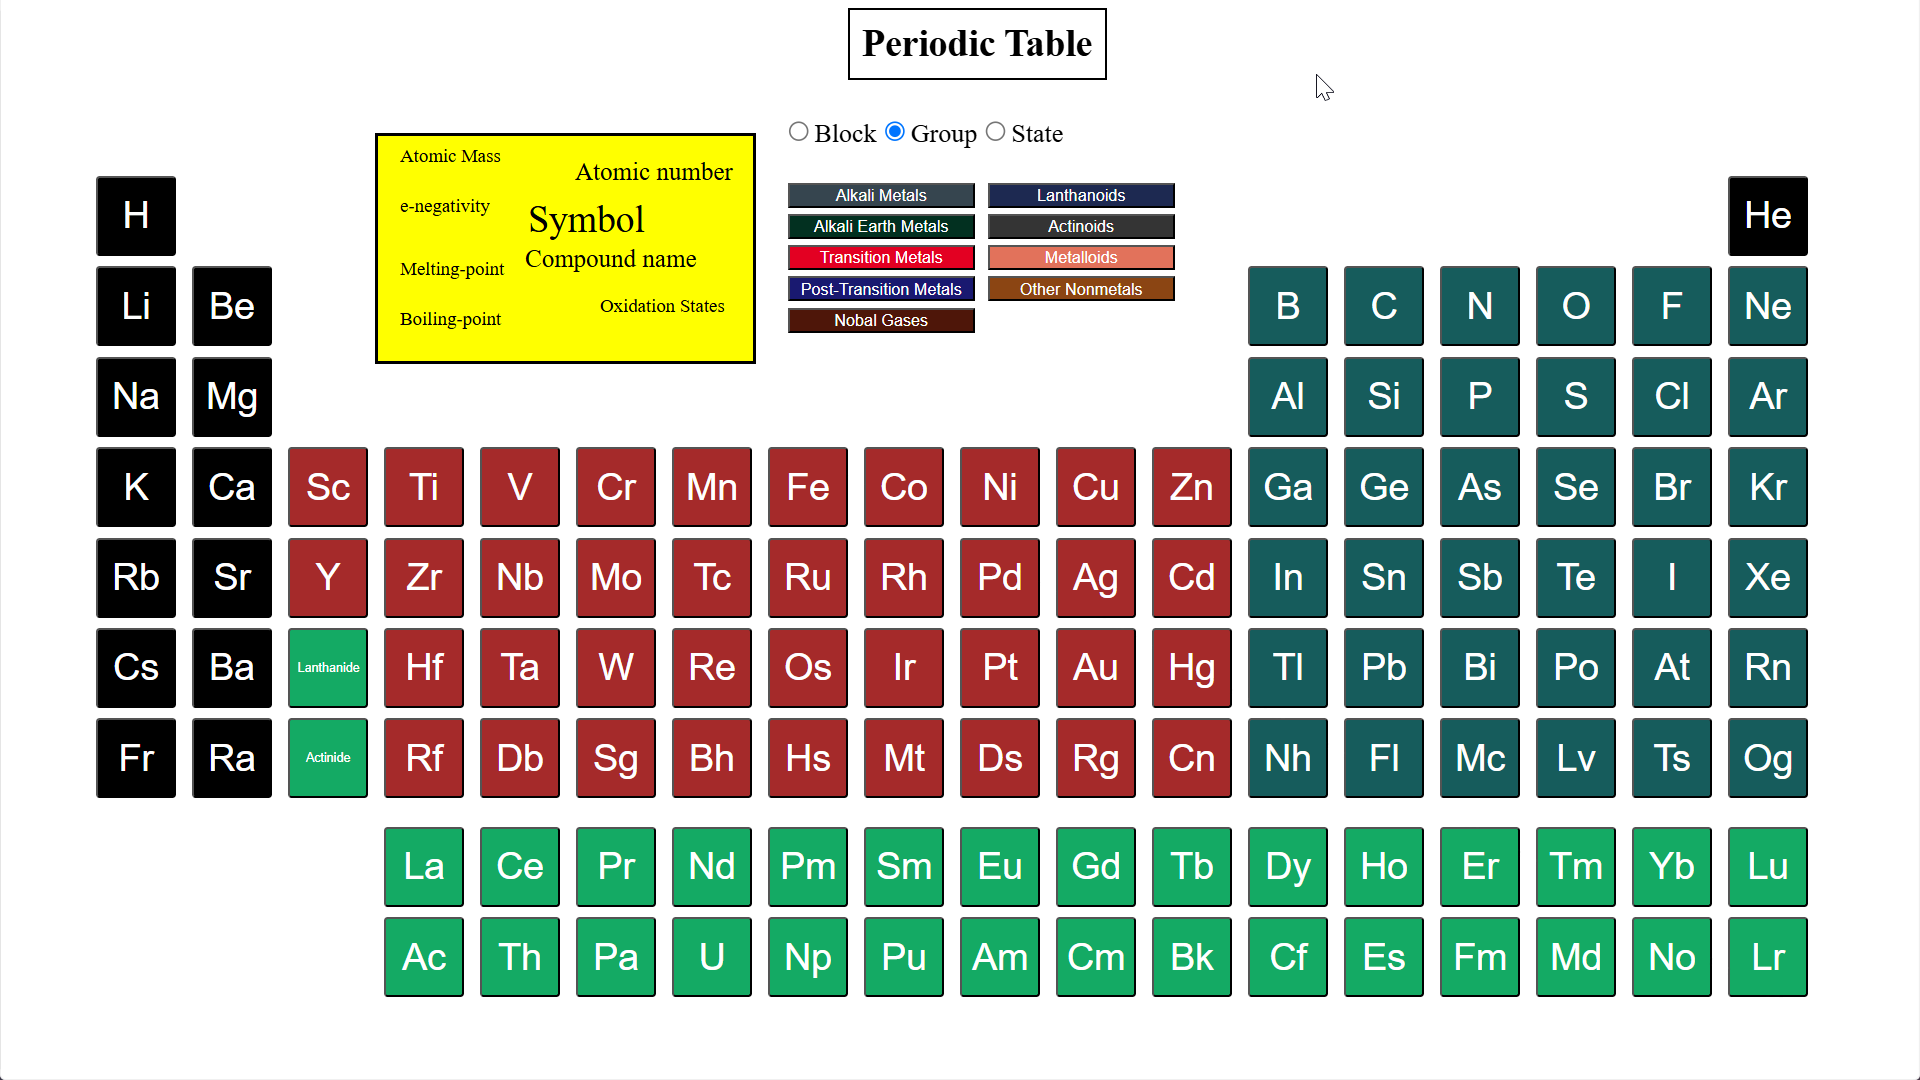 Periodic Table
Block Group State
Atomic Mass
Atomic number
e-negativity
Symbol
Compound name
Melting-point
Oxidation States
Boiling-point
Alkali Metals Lanthanoids
Alkali Earth Metals Actinoids
Transition Metals Metalloids
Post-Transition Metals Other Nonmetals
Nobal Gases
H He
Li Be B C N O F Ne
Na Mg Al Si P S Cl Ar
K Ca Sc Ti V Cr Mn Fe Co Ni Cu Zn Ga Ge As Se Br Kr
Rb Sr Y Zr Nb Mo Tc Ru Rh Pd Ag Cd In Sn Sb Te I Xe
Cs Ba Lanthanide Hf Ta W Re Os Ir Pt Au Hg Tl Pb Bi Po At Rn
Fr Ra Actinide Rf Db Sg Bh Hs Mt Ds Rg Cn Nh Fl Mc Lv Ts Og
La Ce Pr Nd Pm Sm Eu Gd Tb Dy Ho Er Tm Yb Lu
Ac Th Pa U Np Pu Am Cm Bk Cf Es Fm Md No Lr